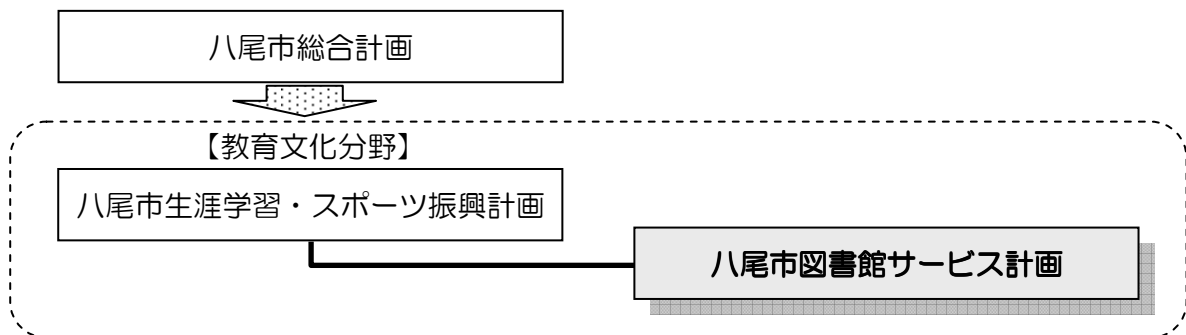 八尾市総合計画
【教育文化分野】
八尾市生涯学習・スポーツ振興計画
八尾市図書館サービス計画